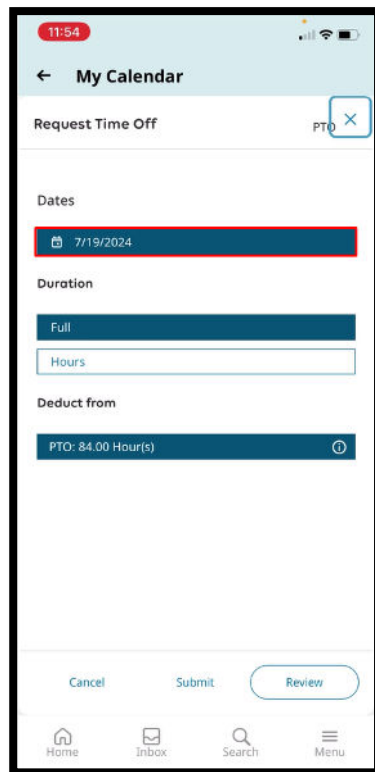 11:54
My Calendar
Request Time Off
PTO
Dates
7/19/2024
Duration
Full
Hours
Deduct from
PTO: 84.00 Hour(s)
Cancel Submit Review
Home Inbox Search Menu